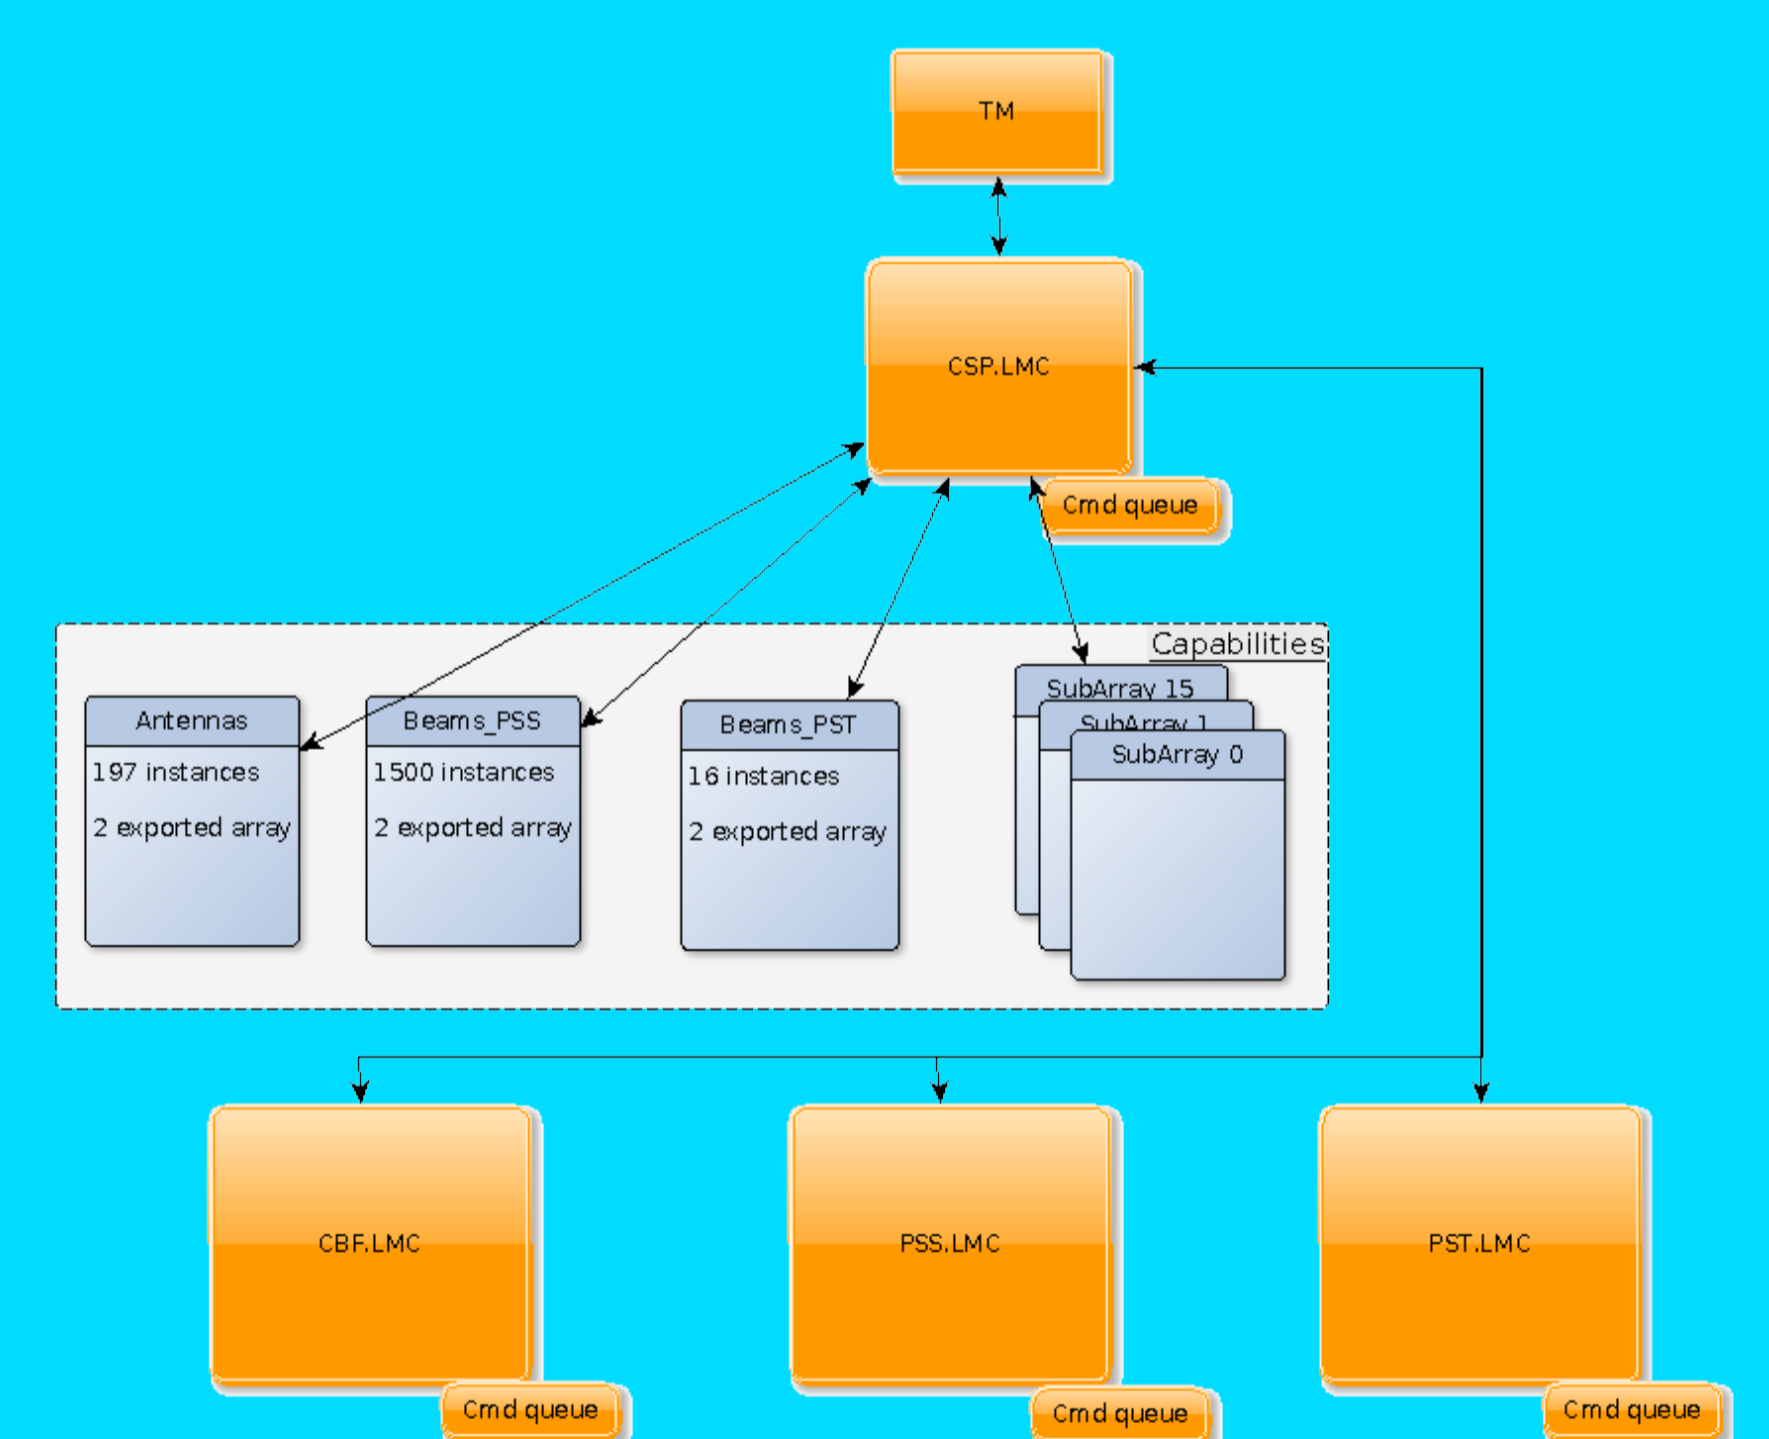 TM
CSP.LMC
Cmd queue
Capabilities
Antennas
197 instances
2 exported array
Beams_PSS
1500 instances
2 exported array
Beams_PST
16 instances
2 exported array
SubArray 15
SubArray 1
SubArray 0
CBF.LMC
Cmd queue
PSS.LMC
Cmd queue
PST.LMC
Cmd queue